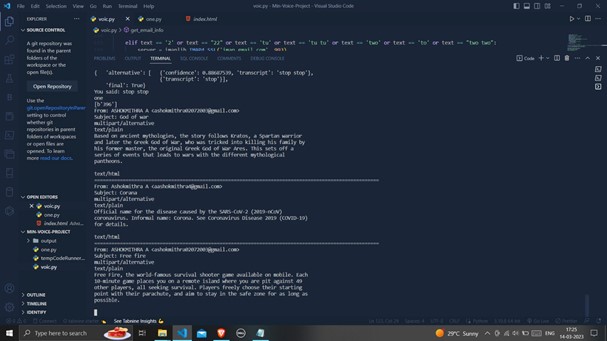 File Edit Selection View Go Run Terminal Help
voic.py - Min-Voice-Project - Visual Studio Code
EXPLORER
voic.py
one.py
index.html
SOURCE CONTROL
voic.py > get_email_info
A git repository was
found in the parent
folders of the
workspace or the
open file(s).
elif text == '2' or text == "22" or text == 'tu' or text == 'tu tu' or text == 'two' or text == 'to' or text == "two two":
PROBLEMS OUTPUT TERMINAL SQL CONSOLE COMMENTS DEBUG CONSOLE
Code
Open Repository
Use the
git.openRepositoryInParent
setting to control
whether git
repositories in parent
folders of workspaces
or open files are
opened. To learn
more read our docs.
{ 'alternative': [ {'confidence': 0.88687539, 'transcript': 'stop stop'},
{'transcript': 'stop'}],
'final': True}
You said: stop stop
one
[b'396']
From: ASHOKMITHRA A <ashokmithra02072003@gmail.com>
Subject: God of war
multipart/alternative
text/plain
Based on ancient mythologies, the story follows Kratos, a Spartan warrior
and later the Greek God of War, who was tricked into killing his family by
his former master, the original Greek God of War Ares. This sets off a
series of events that leads to wars with the different mythological
pantheons.
text/html
From: Ashokmithra A <aashokmithra4@gmail.com>
Subject: Corona
multipart/alternative
text/plain
Official name for the disease caused by the SARS-CoV-2 (2019-nCoV)
coronavirus. Informal name: Corona. See Coronavirus Disease 2019 (COVID-19)
for details.
text/html
From: ASHOKMITHRA A <ashokmithra02072003@gmail.com>
Subject: Free fire
multipart/alternative
text/plain
Free Fire, the world-famous survival shooter game available on mobile. Each
10-minute game places you on a remote island where you are pit against 49
other players, all seeking survival. Players freely choose their starting
point with their parachute, and aim to stay in the safe zone for as long as
possible.
OPEN EDITORS
voic.py
one.py
index.html
MIN-VOICE-PROJECT
output
one.py
tempCodeRunner...
voic.py
OUTLINE
TIMELINE
IDENTITY
See Tabnine Insights
Type here to search
29°C Sunny
ENG
17:25
14-03-2023